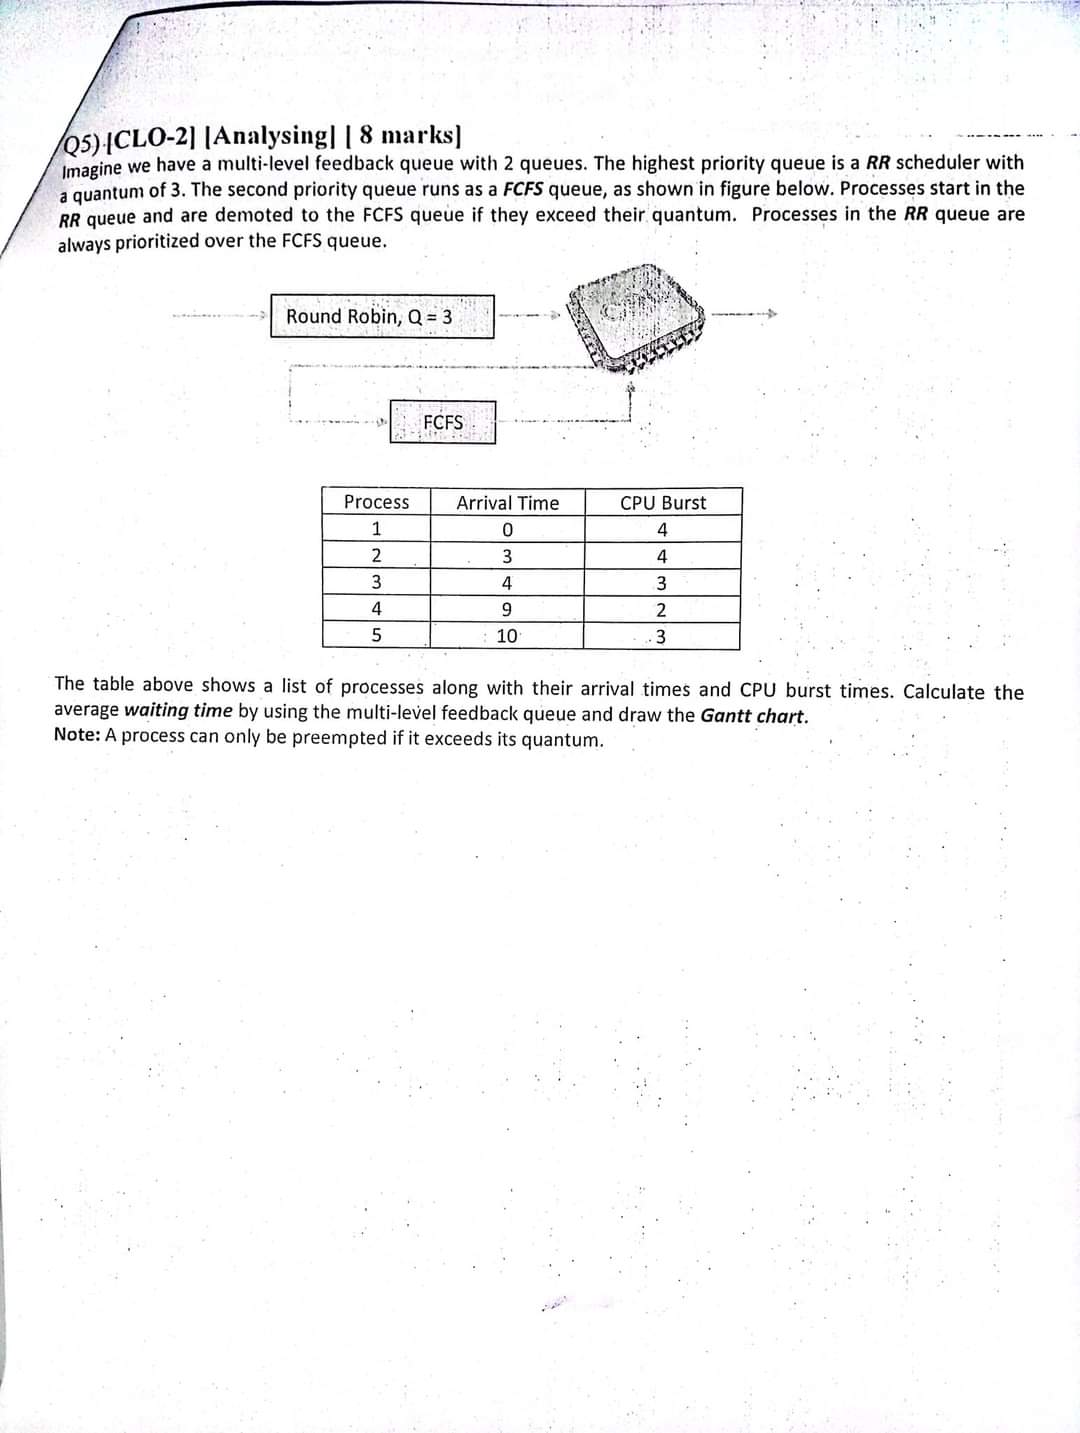 Q5) [CLO-2] [Analysing] [ 8 marks]
Imagine we have a multi-level feedback queue with 2 queues. The highest priority queue is a RR scheduler with
a quantum of 3. The second priority queue runs as a FCFS queue, as shown in figure below. Processes start in the
RR queue and are demoted to the FCFS queue if they exceed their quantum. Processes in the RR queue are
always prioritized over the FCFS queue.
Round Robin, Q = 3
CPU
FCFS
Process Arrival Time CPU Burst
1 0 4
2 3 4
3 4 3
4 9 2
5 10 3
The table above shows a list of processes along with their arrival times and CPU burst times. Calculate the
average waiting time by using the multi-level feedback queue and draw the Gantt chart.
Note: A process can only be preempted if it exceeds its quantum.